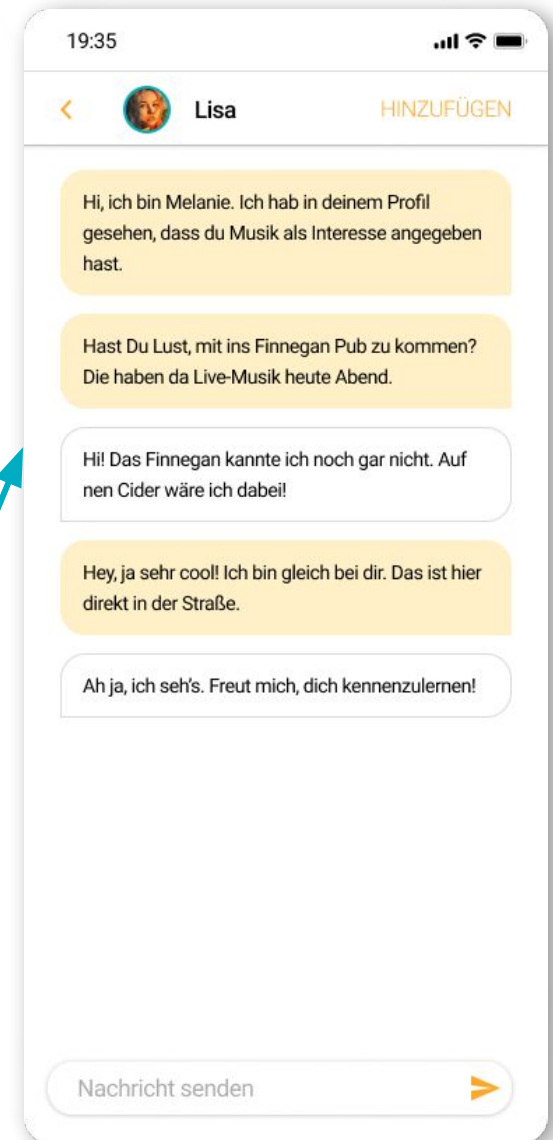 19:35
Lisa
HINZUFÜGEN
Hi, ich bin Melanie. Ich hab in deinem Profil
gesehen, dass du Musik als Interesse angegeben
hast.
Hast Du Lust, mit ins Finnegan Pub zu kommen?
Die haben da Live-Musik heute Abend.
Hi! Das Finnegan kannte ich noch gar nicht. Auf
nen Cider wäre ich dabei!
Hey, ja sehr cool! Ich bin gleich bei dir. Das ist hier
direkt in der Straße.
Ah ja, ich seh's. Freut mich, dich kennenzulernen!
Nachricht senden